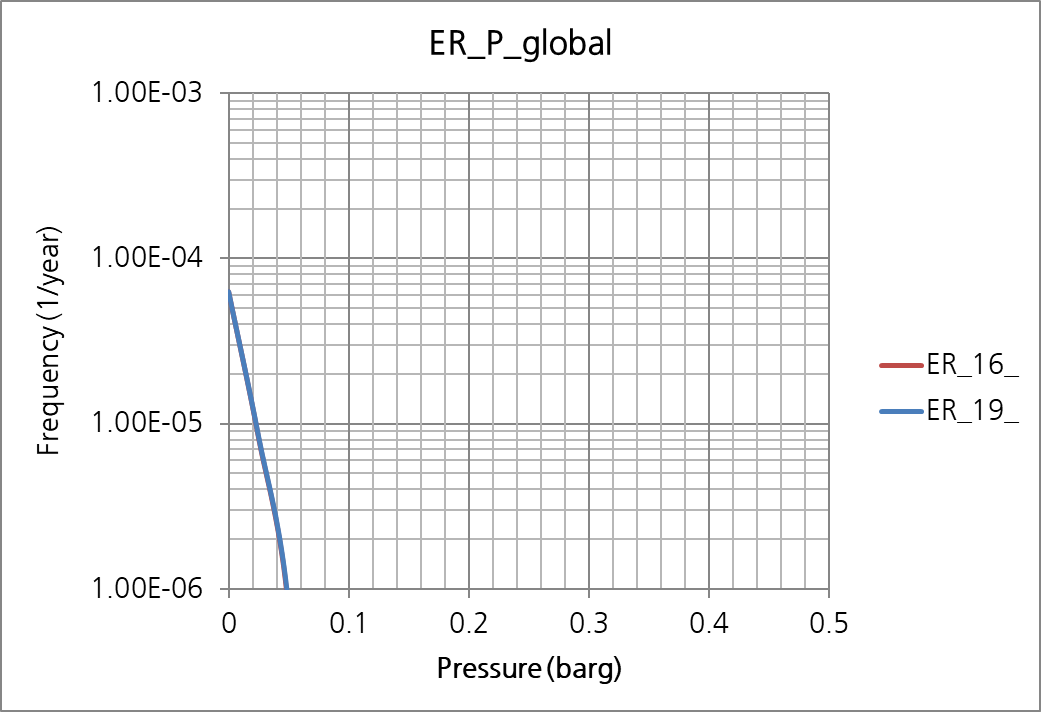 ER_P_global
1.00E-03
1.00E-04
1.00E-05
1.00E-06
Frequency (1/year)
0 0.1 0.2 0.3 0.4 0.5
Pressure (barg)
ER_16_
ER_19_